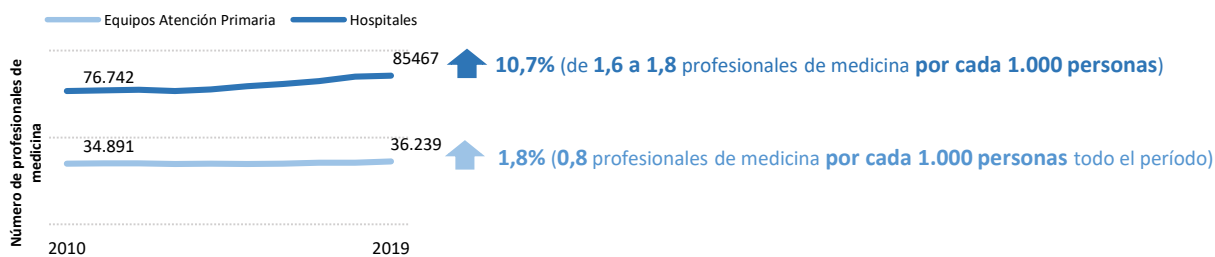 Equipos Atención Primaria
Hospitales
Número de profesionales de
medicina
76.742
85467
34.891
36.239
2010
2019
10,7% (de 1,6 a 1,8 profesionales de medicina por cada 1.000 personas)
1,8% (0,8 profesionales de medicina por cada 1.000 personas todo el período)